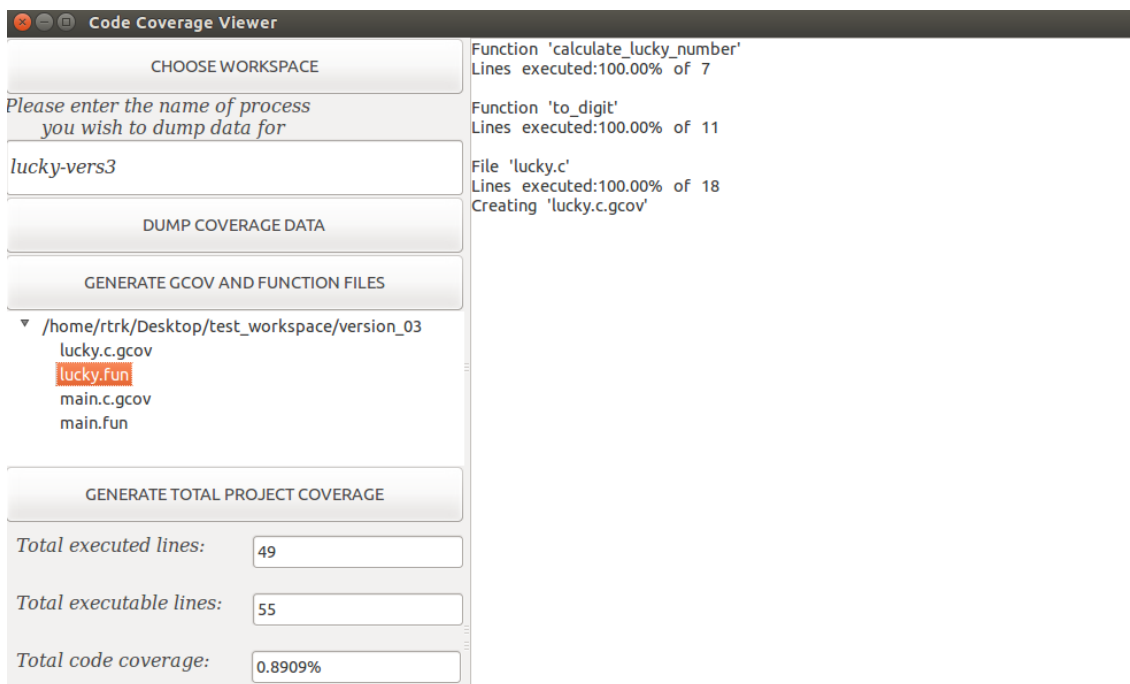 Code Coverage Viewer
CHOOSE WORKSPACE
Please enter the name of process
you wish to dump data for
lucky-vers3
DUMP COVERAGE DATA
GENERATE GCOV AND FUNCTION FILES
/home/rtrk/Desktop/test_workspace/version_03
lucky.c.gcov
lucky.fun
main.c.gcov
main.fun
GENERATE TOTAL PROJECT COVERAGE
Total executed lines: 49
Total executable lines: 55
Total code coverage: 0.8909%
Function 'calculate_lucky_number'
Lines executed:100.00% of 7
Function 'to_digit'
Lines executed:100.00% of 11
File 'lucky.c'
Lines executed:100.00% of 18
Creating 'lucky.c.gcov'